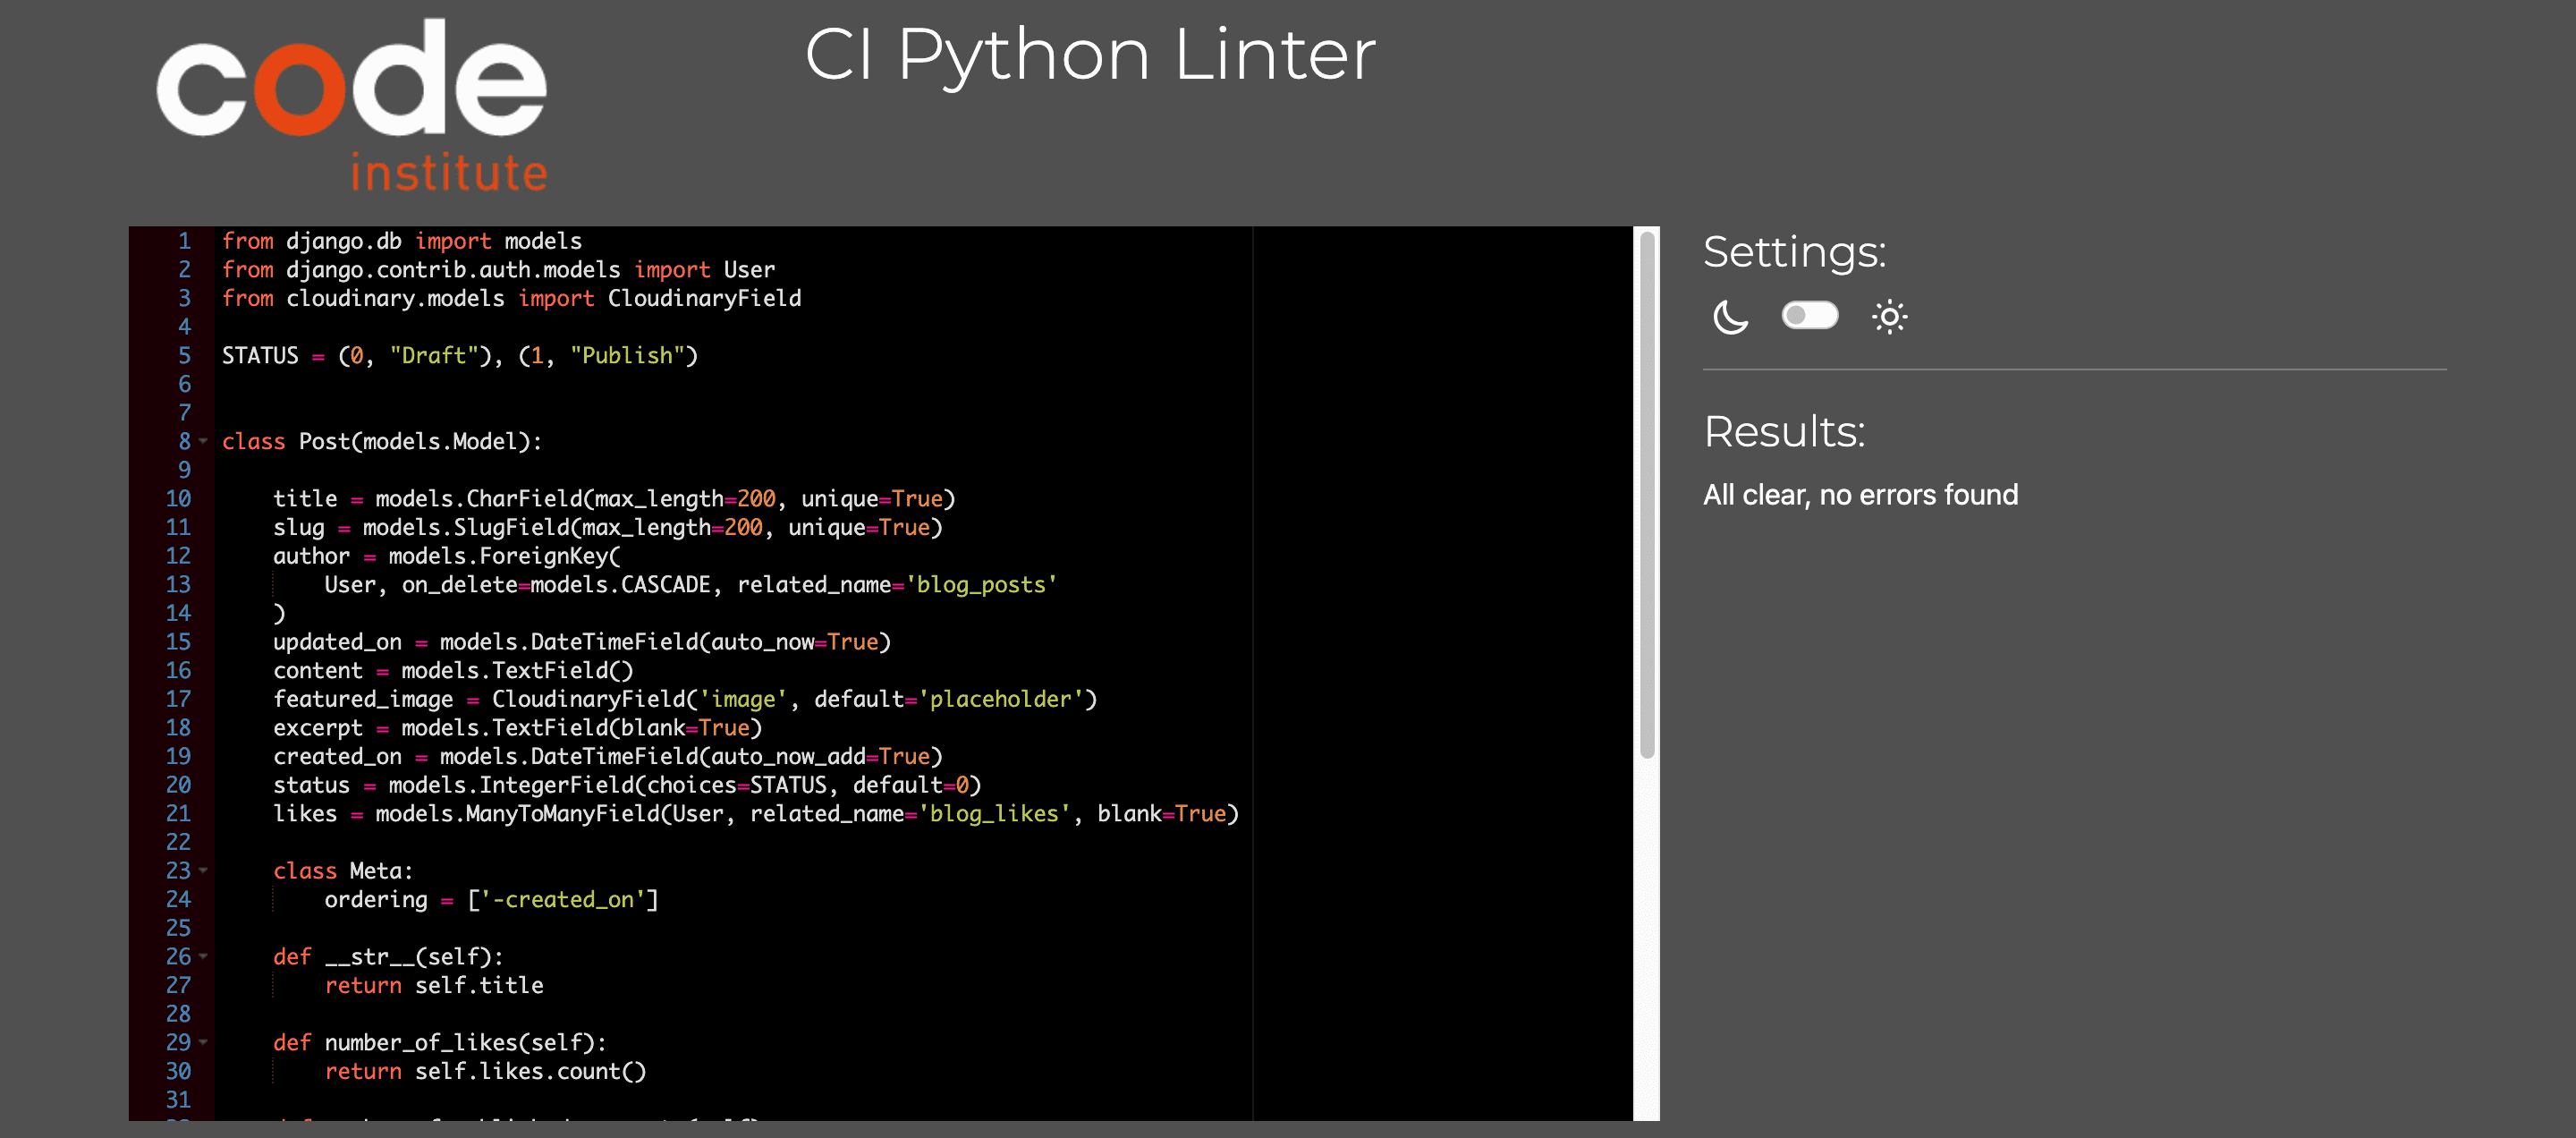 code
institute
CI Python Linter
1 from django.db import models
2 from django.contrib.auth.models import User
3 from cloudinary.models import CloudinaryField
4
5 STATUS = (0, "Draft"), (1, "Publish")
6
7
8 class Post(models.Model):
9
10     title = models.CharField(max_length=200, unique=True)
11     slug = models.SlugField(max_length=200, unique=True)
12     author = models.ForeignKey(
13         User, on_delete=models.CASCADE, related_name='blog_posts'
14     )
15     updated_on = models.DateTimeField(auto_now=True)
16     content = models.TextField()
17     featured_image = CloudinaryField('image', default='placeholder')
18     excerpt = models.TextField(blank=True)
19     created_on = models.DateTimeField(auto_now_add=True)
20     status = models.IntegerField(choices=STATUS, default=0)
21     likes = models.ManyToManyField(User, related_name='blog_likes', blank=True)
22
23     class Meta:
24         ordering = ['-created_on']
25
26     def __str__(self):
27         return self.title
28
29     def number_of_likes(self):
30         return self.likes.count()
31
Settings:
Results:
All clear, no errors found